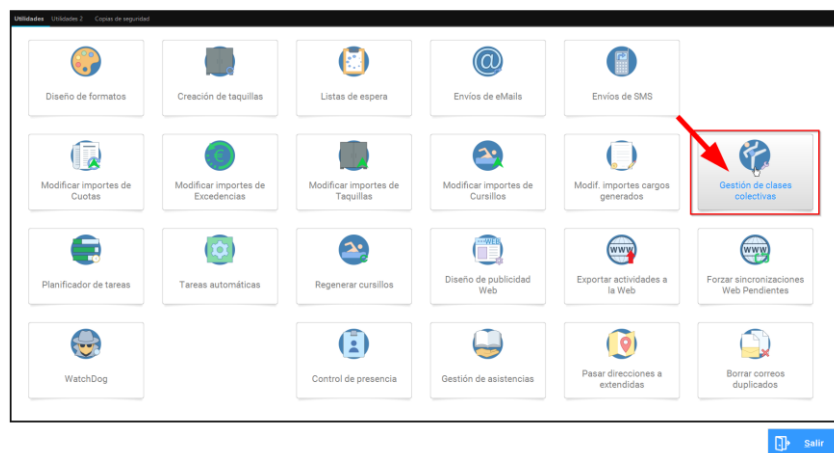 Utilidades Utilidades 2 Copias de seguridad
Diseño de formatos
Creación de taquillas
Listas de espera
Envíos de eMails
Envíos de SMS
Modificar importes de
Cuotas
Modificar importes de
Excedencias
Modificar importes de
Taquillas
Modificar importes de
Cursillos
Modif. importes cargos
generados
Gestión de clases
colectivas
Planificador de tareas
Tareas automáticas
Regenerar cursillos
WEB
Diseño de publicidad
Web
WWW
Exportar actividades a
la Web
WWW
Forzar sincronizaciones
Web Pendientes
WatchDog
Control de presencia
Gestión de asistencias
Pasar direcciones a
extendidas
Borrar correos
duplicados
Salir